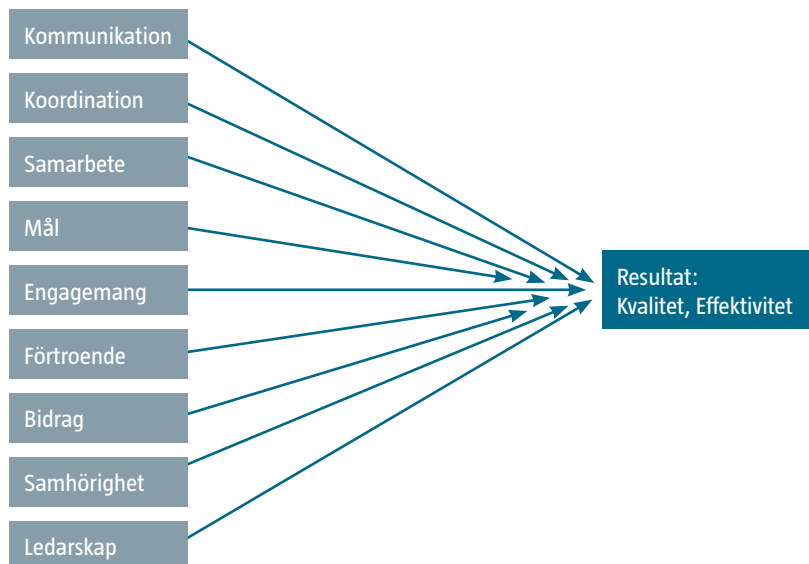 Kommunikation
Koordination
Samarbete
Mål
Engagemang
Förtroende
Bidrag
Samhörighet
Ledarskap
Resultat:
Kvalitet, Effektivitet